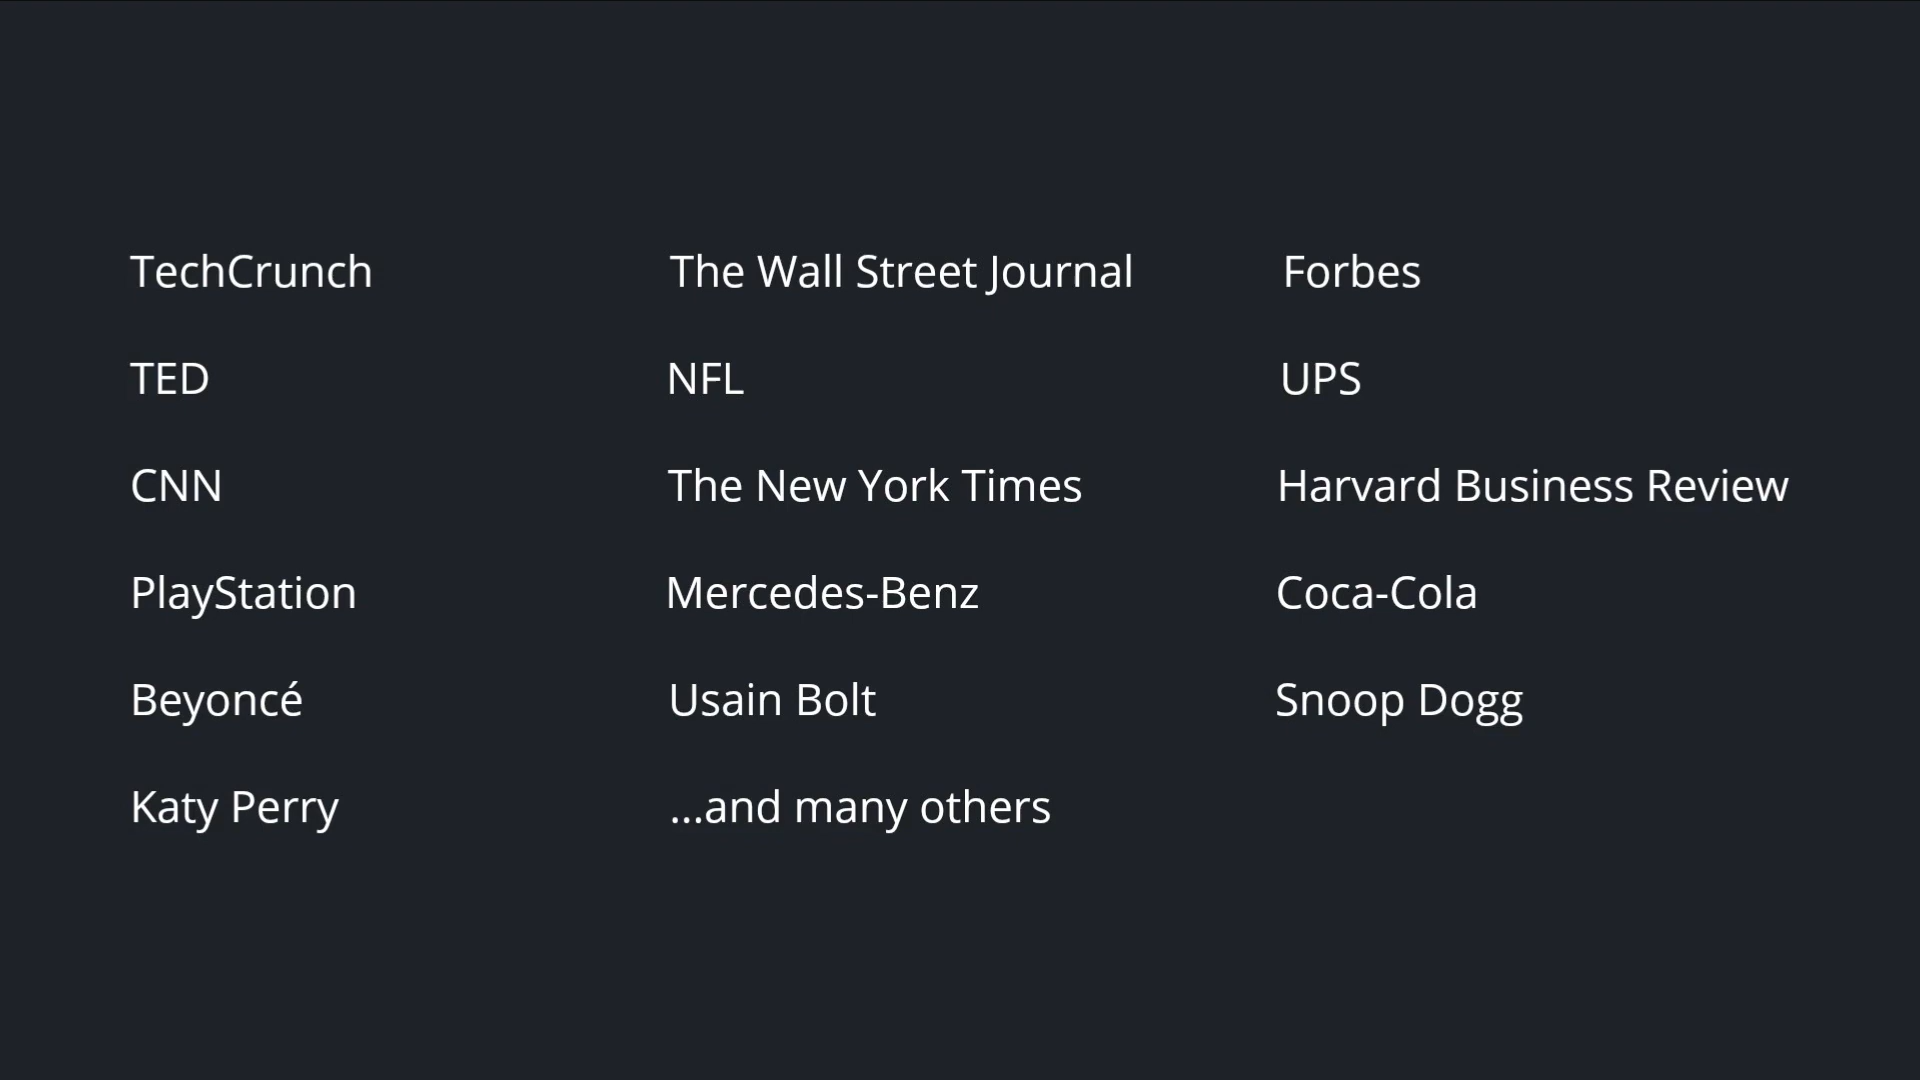 TechCrunch
The Wall Street Journal
Forbes
TED
NFL
UPS
CNN
The New York Times
Harvard Business Review
PlayStation
Mercedes-Benz
Coca-Cola
Beyoncé
Usain Bolt
Snoop Dogg
Katy Perry
...and many others